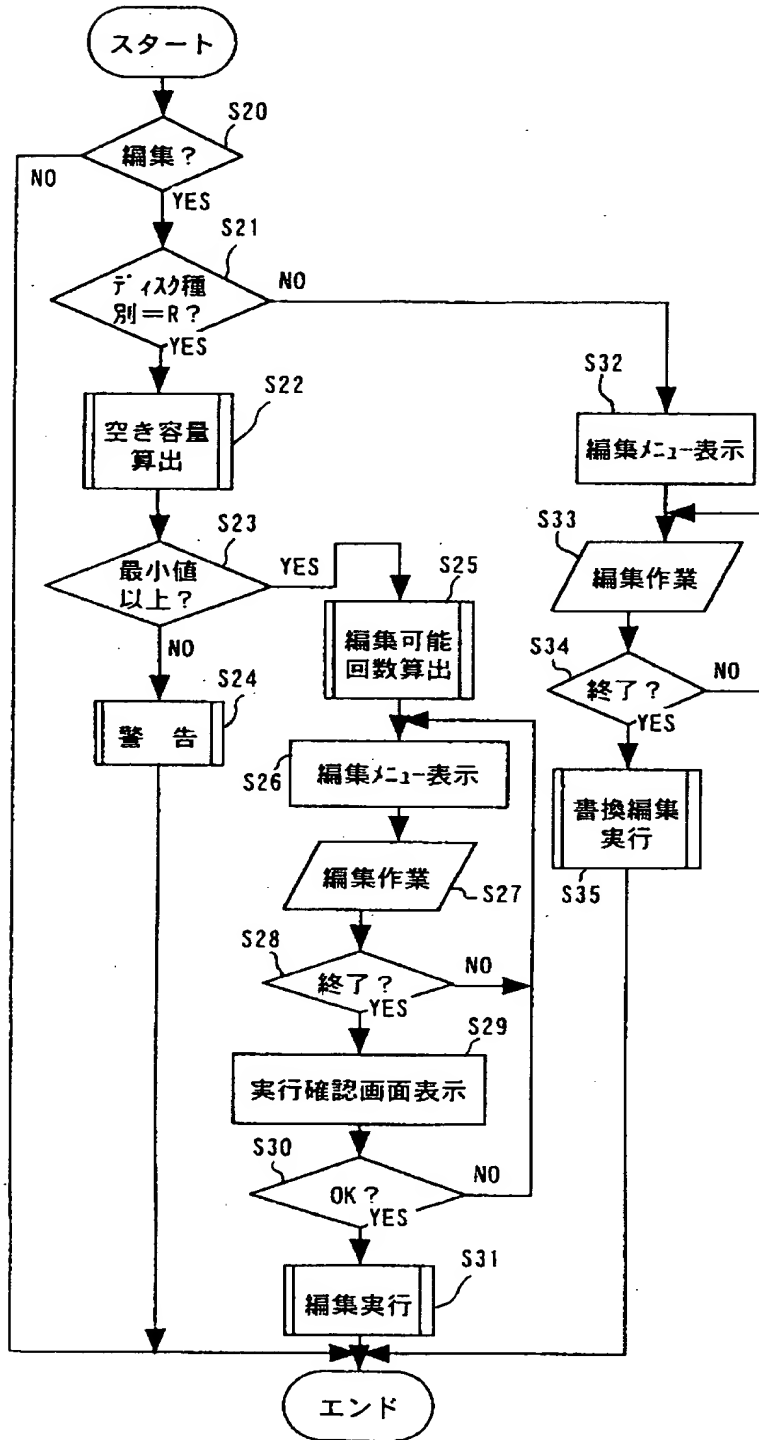 スタート
S20
編集?
NO
YES
S21
ディスク種
別=R?
NO
YES
S22
空き容量
算出
S23
最小値
以上?
YES
NO
S24
警 告
S25
編集可能
回数算出
S26
編集メニュー表示
編集作業
S27
S28
終了?
NO
YES
S29
実行確認画面表示
S30
OK?
NO
YES
S31
編集実行
S32
編集メニュー表示
S33
編集作業
S34
終了?
NO
YES
書換編集
実行
S35
エンド